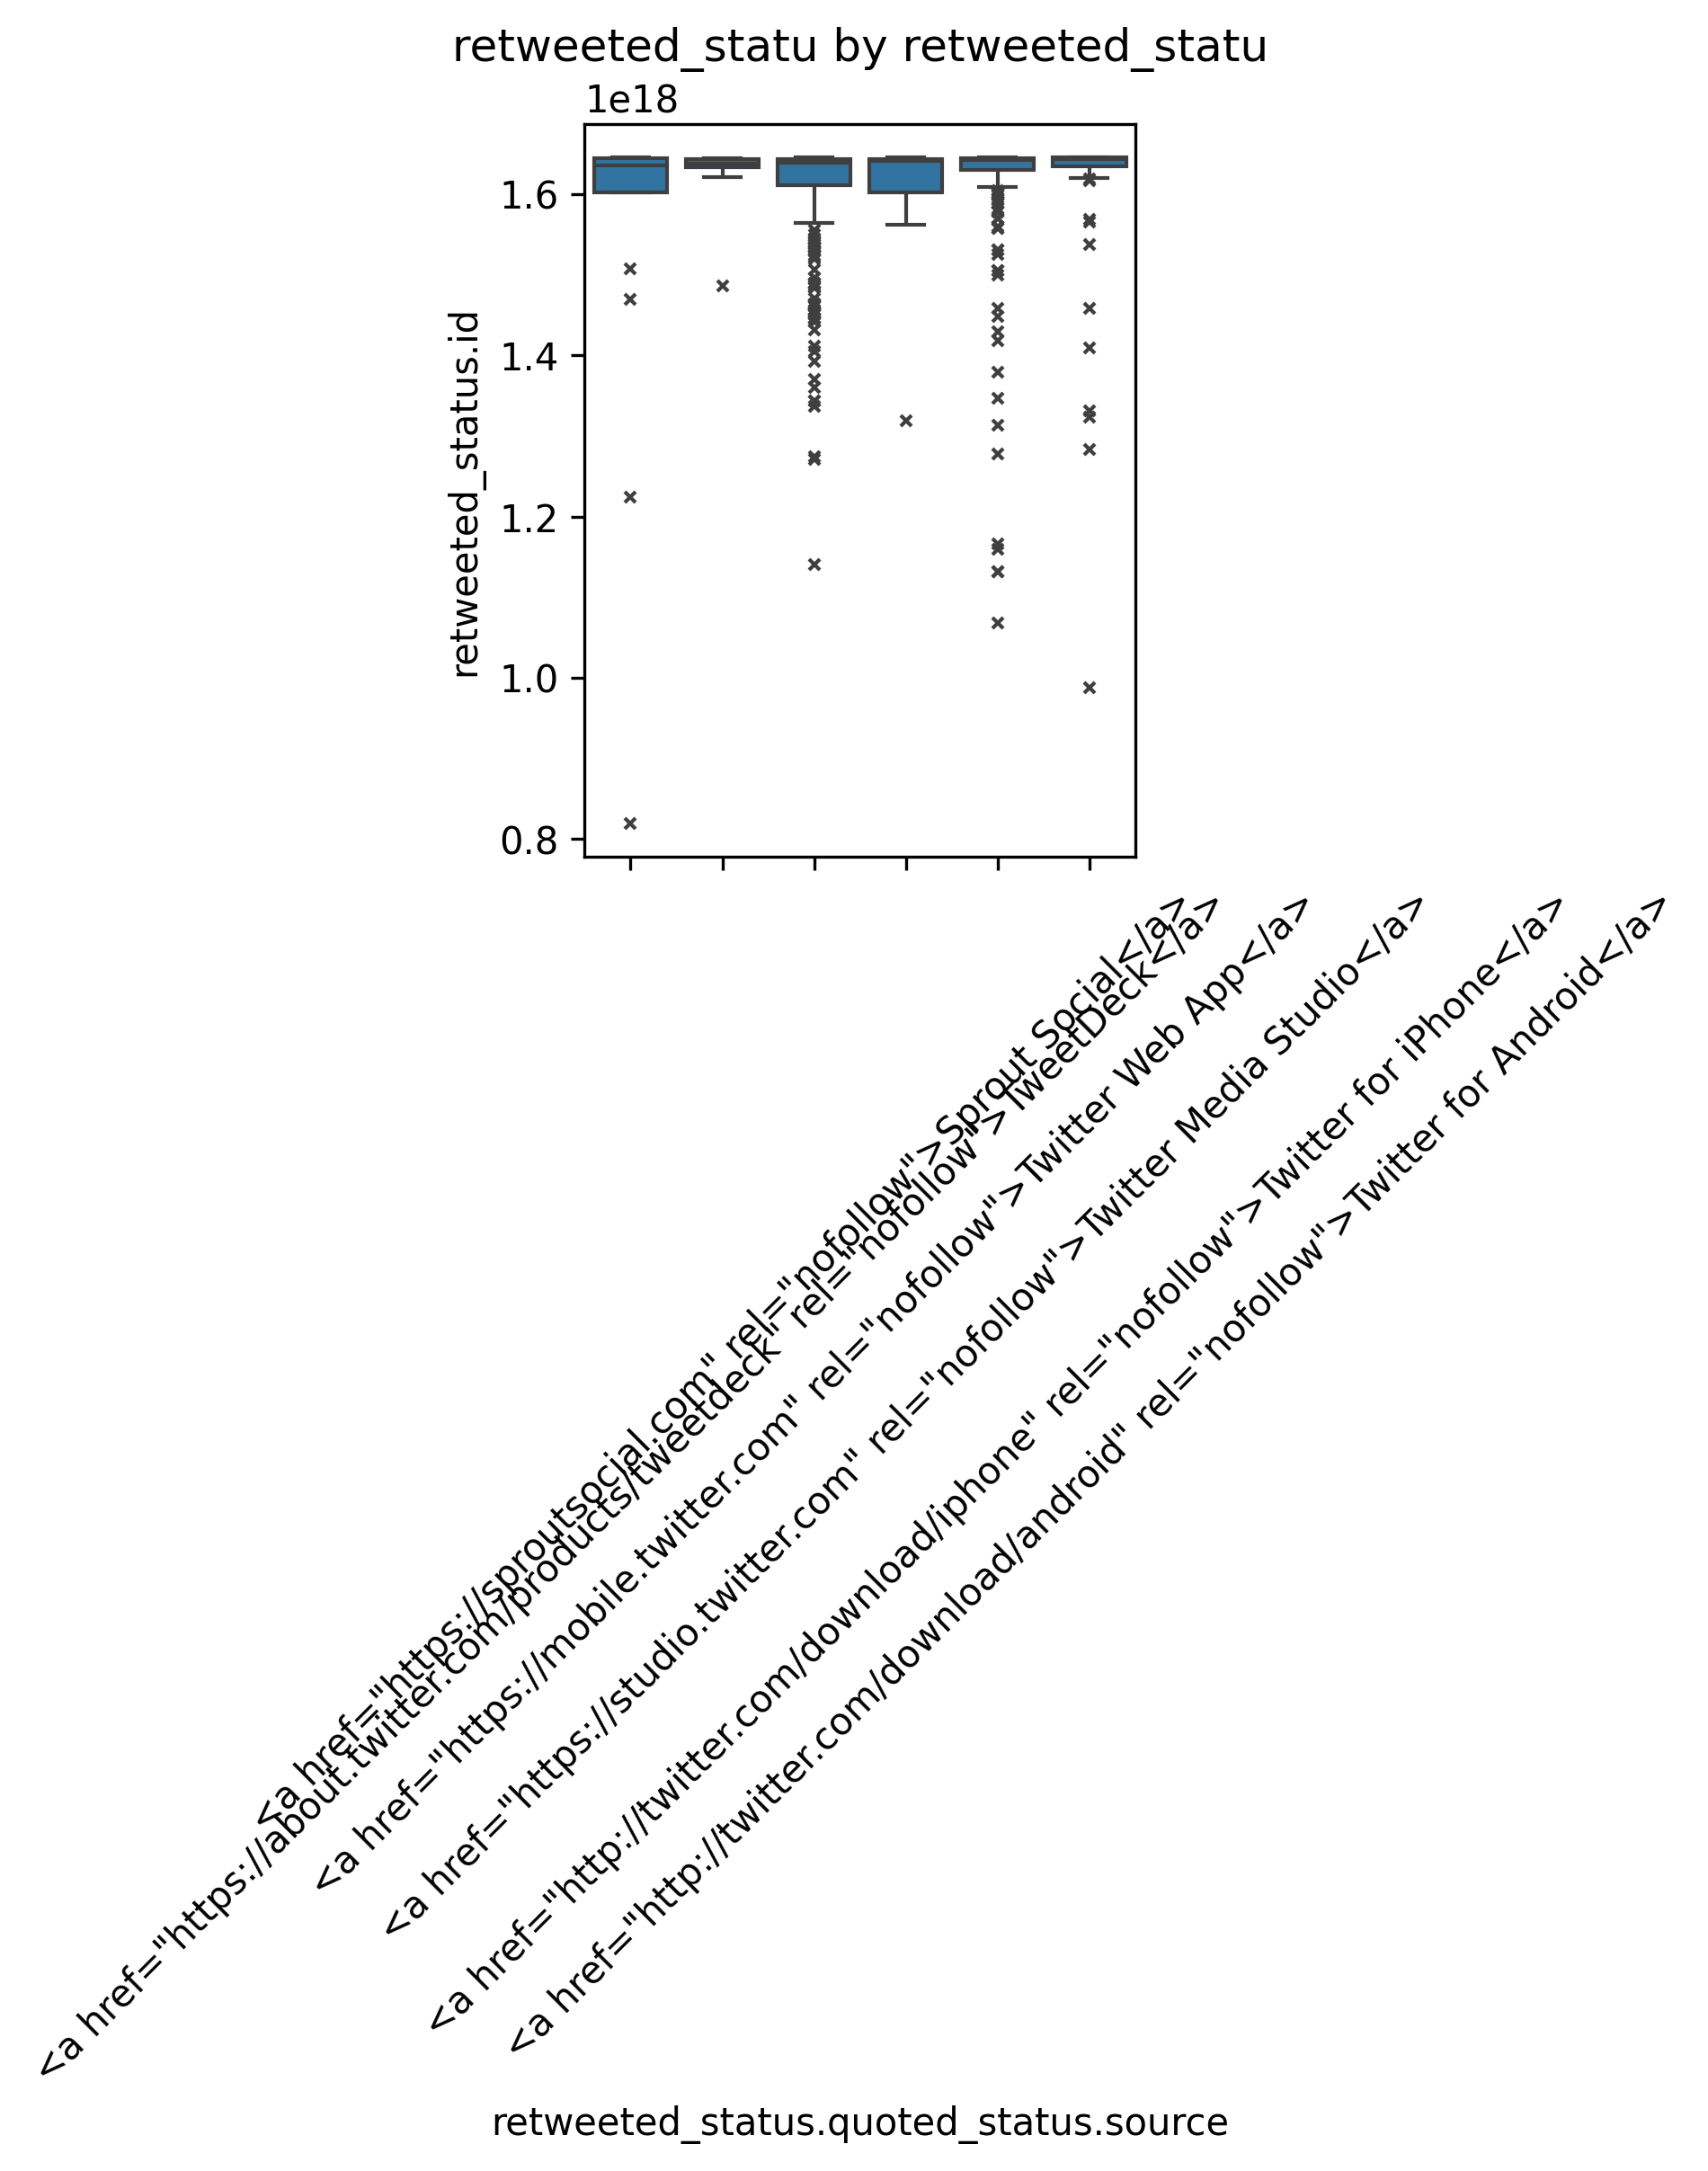 retweeted_statu by retweeted_statu
1e18
1.6
1.4
1.2
1.0
0.8
retweeted_status.id
<a href="https://about.twitter.com/products/tweetdeck" rel="nofollow">TweetDeck</a>
<a href="https://sproutsocial.com" rel="nofollow">Sprout Social</a>
<a href="https://mobile.twitter.com" rel="nofollow">Twitter Web App</a>
<a href="https://studio.twitter.com" rel="nofollow">Twitter Media Studio</a>
<a href="http://twitter.com/download/iphone" rel="nofollow">Twitter for iPhone</a>
<a href="http://twitter.com/download/android" rel="nofollow">Twitter for Android</a>
retweeted_status.quoted_status.source